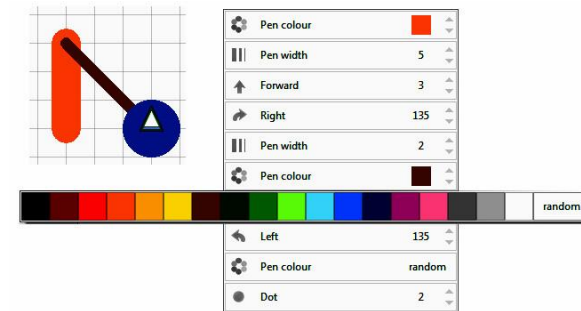 Pen colour
Pen width 5
Forward 3
Right 135
Pen width 2
Pen colour
random
Left 135
Pen colour random
Dot 2